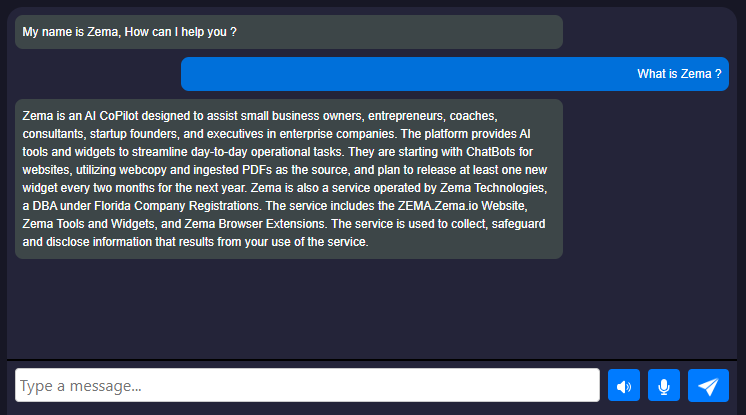 My name is Zema, How can I help you ?
What is Zema ?
Zema is an AI CoPilot designed to assist small business owners, entrepreneurs, coaches,
consultants, startup founders, and executives in enterprise companies. The platform provides AI
tools and widgets to streamline day-to-day operational tasks. They are starting with ChatBots for
websites, utilizing webcopy and ingested PDFs as the source, and plan to release at least one new
widget every two months for the next year. Zema is also a service operated by Zema Technologies,
a DBA under Florida Company Registrations. The service includes the ZEMA.Zema.io Website,
Zema Tools and Widgets, and Zema Browser Extensions. The service is used to collect, safeguard
and disclose information that results from your use of the service.
Type a message...